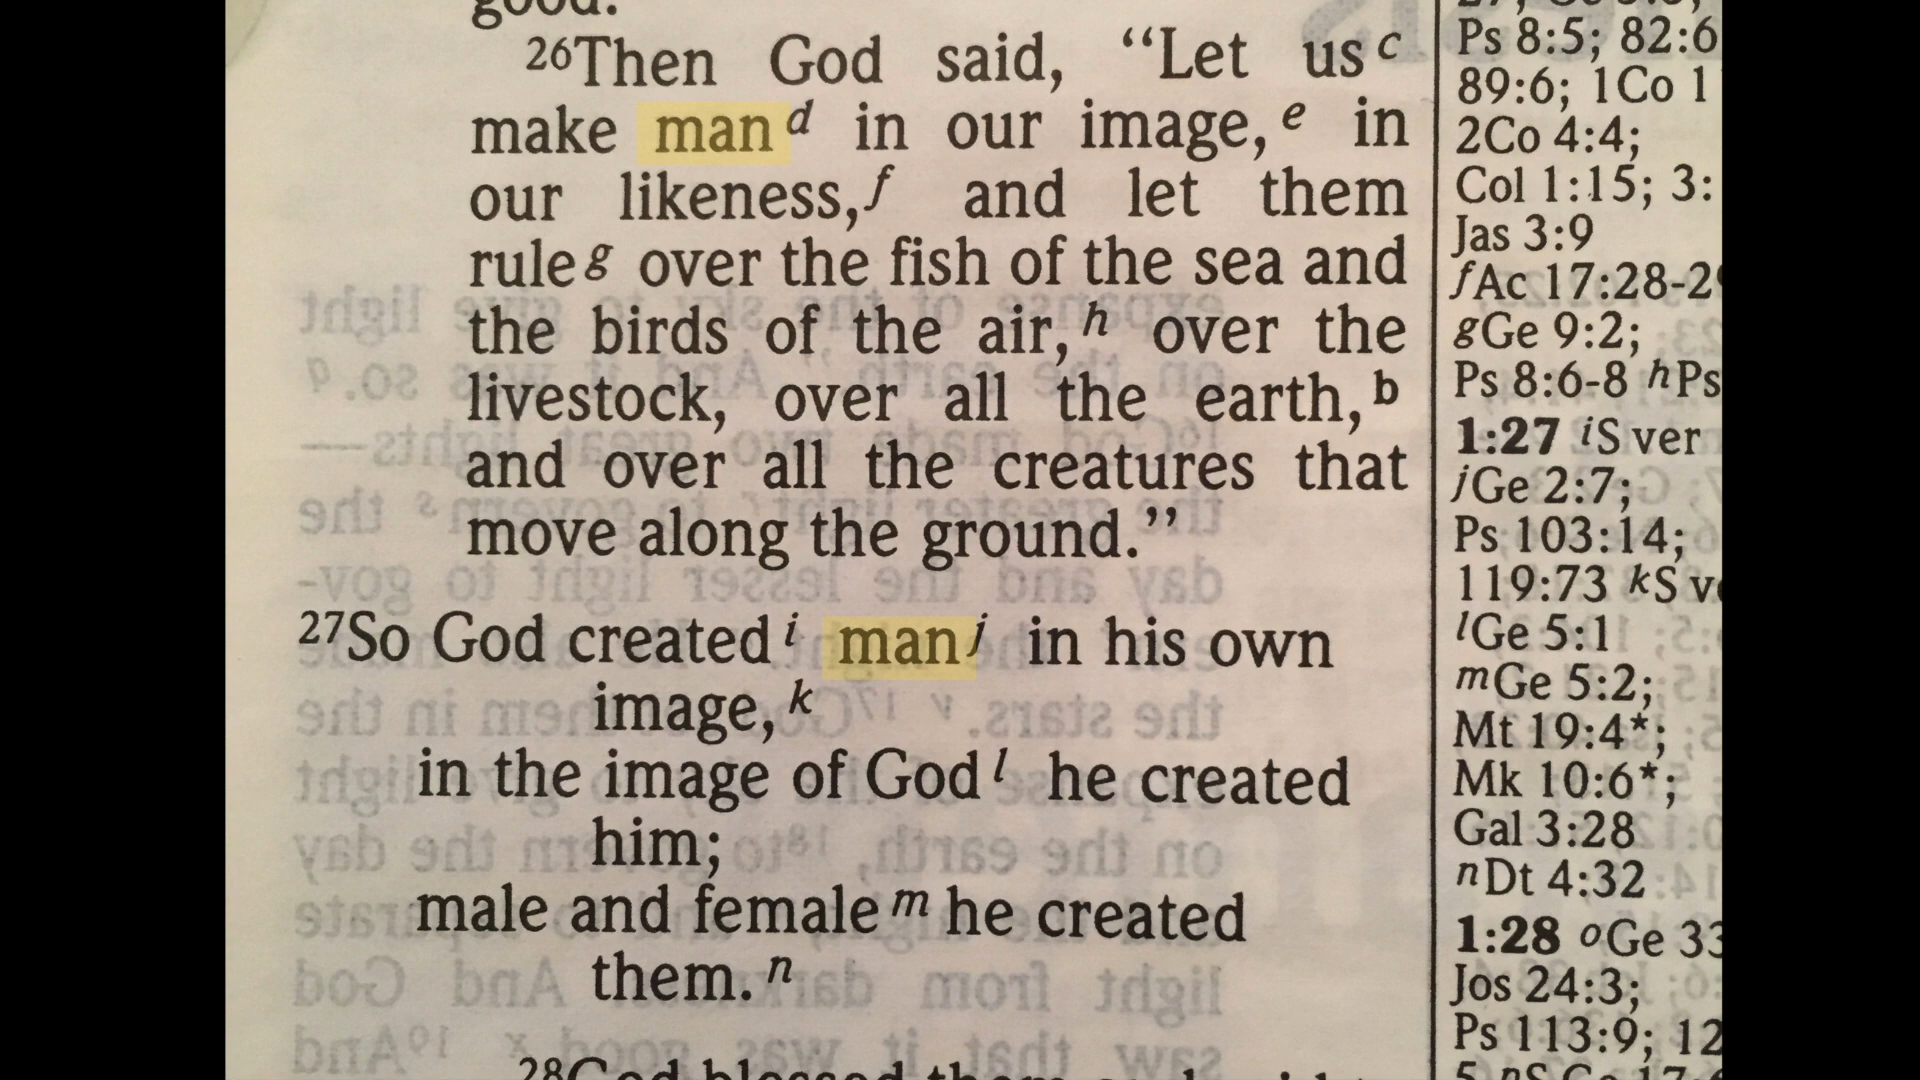 good.
26Then God said, “Let us c
make man d in our image, e in
our likeness, f and let them
rule g over the fish of the sea and
the birds of the air, h over the
livestock, over all the earth, b
and over all the creatures that
move along the ground.”
27So God created i man j in his own
image, k
in the image of God l he created
him;
male and female m he created
them. n
28God blessed them
Ps 8:5; 82:6
89:6; 1Co 1
2Co 4:4;
Col 1:15; 3:
Jas 3:9
fAc 17:28-2
gGe 9:2;
Ps 8:6-8 hPs
1:27 iS ver
jGe 2:7;
Ps 103:14;
119:73 kS v
lGe 5:1
mGe 5:2;
Mt 19:4*;
Mk 10:6*;
Gal 3:28
nDt 4:32
1:28 oGe 33
Jos 24:3;
Ps 113:9; 12